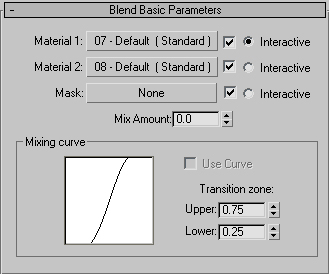 - Blend Basic Parameters
Material 1: 07 - Default ( Standard ) Interactive
Material 2: 08 - Default ( Standard ) Interactive
Mask: None Interactive
Mix Amount: 0.0
Mixing curve
Use Curve
Transition zone:
Upper: 0.75
Lower: 0.25